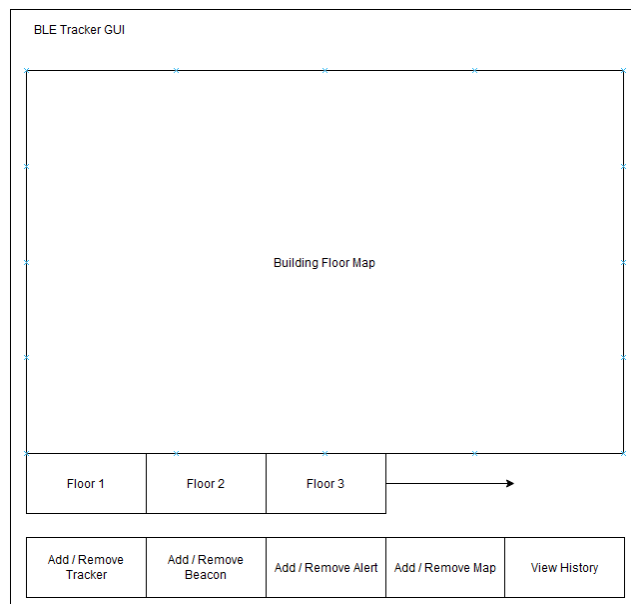 BLE Tracker GUI
Building Floor Map
Floor 1
Floor 2
Floor 3
Add / Remove
Tracker
Add / Remove
Beacon
Add / Remove Alert
Add / Remove Map
View History